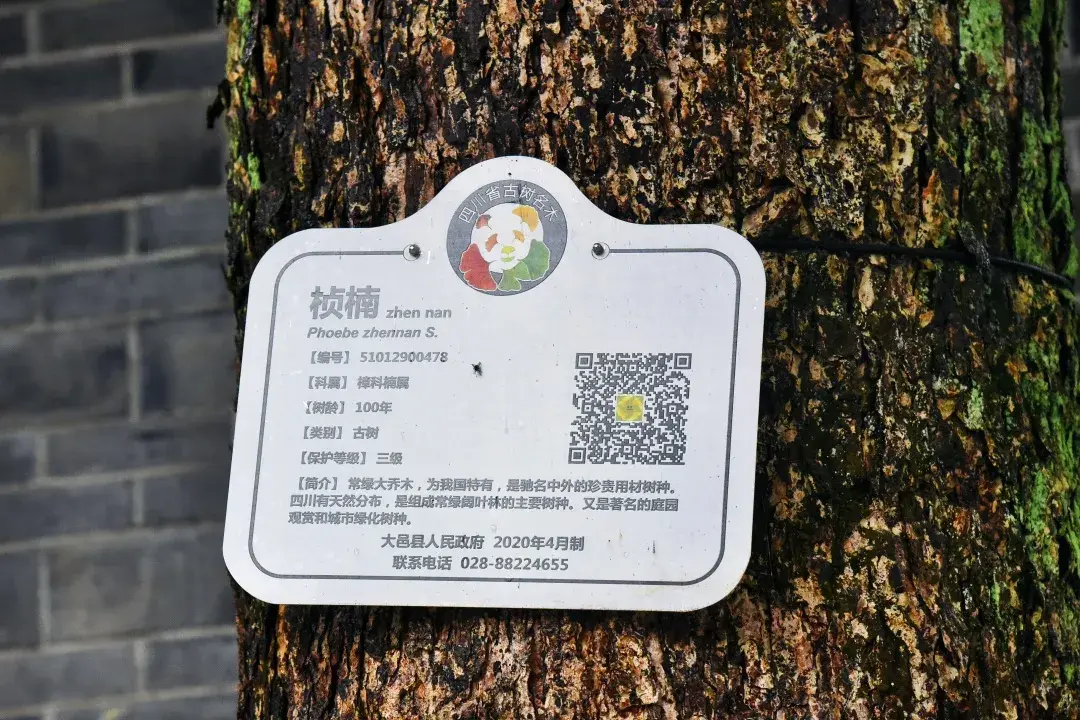 四川省古树名木
桢楠 zhen nan
Phoebe zhennan S.
【编号】 51012900478
【科属】 樟科楠属
【树龄】 100年
【类别】 古树
【保护等级】 三级
【简介】 常绿大乔木，为我国特有，是驰名中外的珍贵用材树种。
四川有天然分布，是组成常绿阔叶林的主要树种。又是著名的庭园
观赏和城市绿化树种。
大邑县人民政府 2020年4月制
联系电话 028-88224655